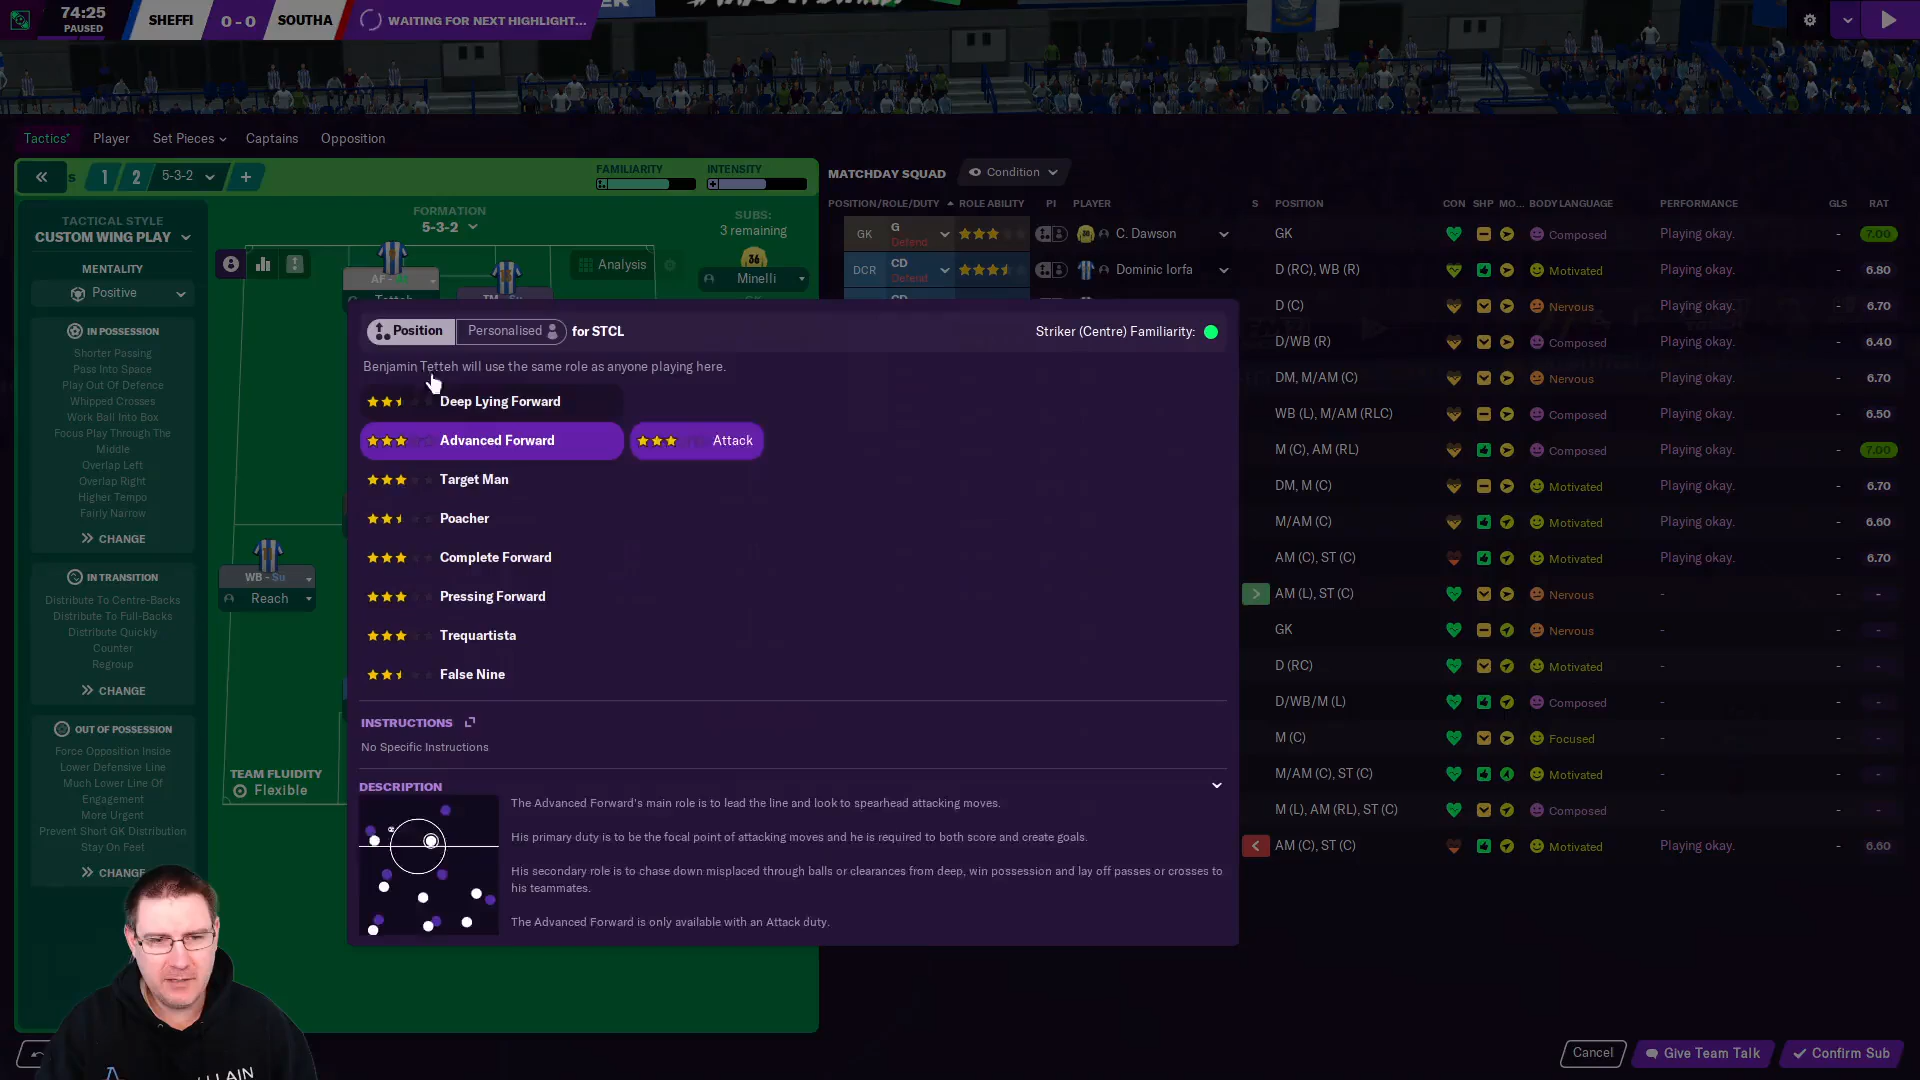 74:25
PAUSED
SHEFFI
0 - 0
SOUTHA
WAITING FOR NEXT HIGHLIGHT...
Tactics*
Player
Set Pieces
Captains
Opposition
1
2
5-3-2
+
FAMILIARITY
INTENSITY
TACTICAL STYLE
CUSTOM WING PLAY
MENTALITY
Positive
IN POSSESSION
Shorter Passing
Pass Into Space
Play Out Of Defence
Whipped Crosses
Work Ball Into Box
Focus Play Through The
Middle
Overlap Left
Overlap Right
Higher Tempo
Fairly Narrow
CHANGE
IN TRANSITION
Distribute To Centre-Backs
Distribute To Full-Backs
Distribute Quickly
Counter
Regroup
CHANGE
OUT OF POSSESSION
Force Opposition Inside
Lower Defensive Line
Much Lower Line Of
Engagement
More Urgent
Prevent Short GK Distribution
Stay On Feet
FORMATION
5-3-2
SUBS:
3 remaining
Analysis
36
Minelli
WB - Su
Reach
TEAM FLUIDITY
Flexible
MATCHDAY SQUAD
Condition
POSITION/ROLE/DUTY ROLE ABILITY PI PLAYER S POSITION CON SHP MO... BODY LANGUAGE PERFORMANCE GLS RAT
GK G Defend C. Dawson GK Composed Playing okay. - 7.00
DCR CD Defend Dominic Iorfa D (RC), WB (R) Motivated Playing okay. - 6.80
D (C) Nervous Playing okay. - 6.70
D/WB (R) Composed Playing okay. - 6.40
DM, M/AM (C) Nervous Playing okay. - 6.70
WB (L), M/AM (RLC) Composed Playing okay. - 6.50
M (C), AM (RL) Composed Playing okay. - 7.00
DM, M (C) Motivated Playing okay. - 6.70
M/AM (C) Motivated Playing okay. - 6.60
AM (C), ST (C) Motivated Playing okay. - 6.70
AM (L), ST (C) Nervous - - -
GK Nervous - - -
D (RC) Motivated - - -
D/WB/M (L) Composed - - -
M (C) Focused - - -
M/AM (C), ST (C) Motivated - - -
M (L), AM (RL), ST (C) Composed - - -
AM (C), ST (C) Motivated Playing okay. - 6.60
Position
Personalised
for STCL
Striker (Centre) Familiarity:
Benjamin Tetteh will use the same role as anyone playing here.
Deep Lying Forward
Advanced Forward
Attack
Target Man
Poacher
Complete Forward
Pressing Forward
Trequartista
False Nine
INSTRUCTIONS
No Specific Instructions
DESCRIPTION
The Advanced Forward's main role is to lead the line and look to spearhead attacking moves.
His primary duty is to be the focal point of attacking moves and he is required to both score and create goals.
His secondary role is to chase down misplaced through balls or clearances from deep, win possession and lay off passes or crosses to
his teammates.
The Advanced Forward is only available with an Attack duty.
Cancel
Give Team Talk
Confirm Sub